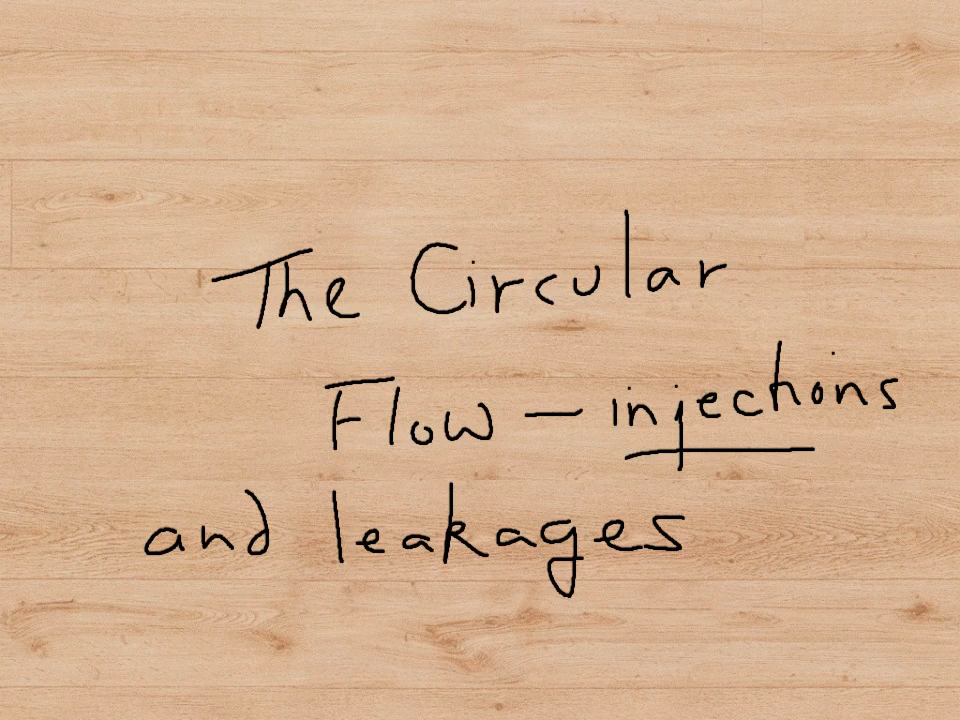 The Circular
Flow - injections
and leakages